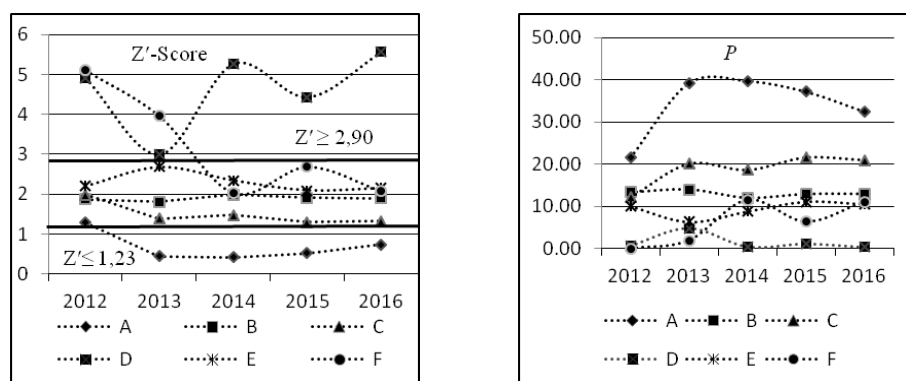 Z′-Score
6
5
4
3
2
1
0
Z′ ≥ 2,90
Z′ ≤ 1,23
2012 2013 2014 2015 2016
A B C
D E F
P
50.00
40.00
30.00
20.00
10.00
0.00
2012 2013 2014 2015 2016
A B C
D E F